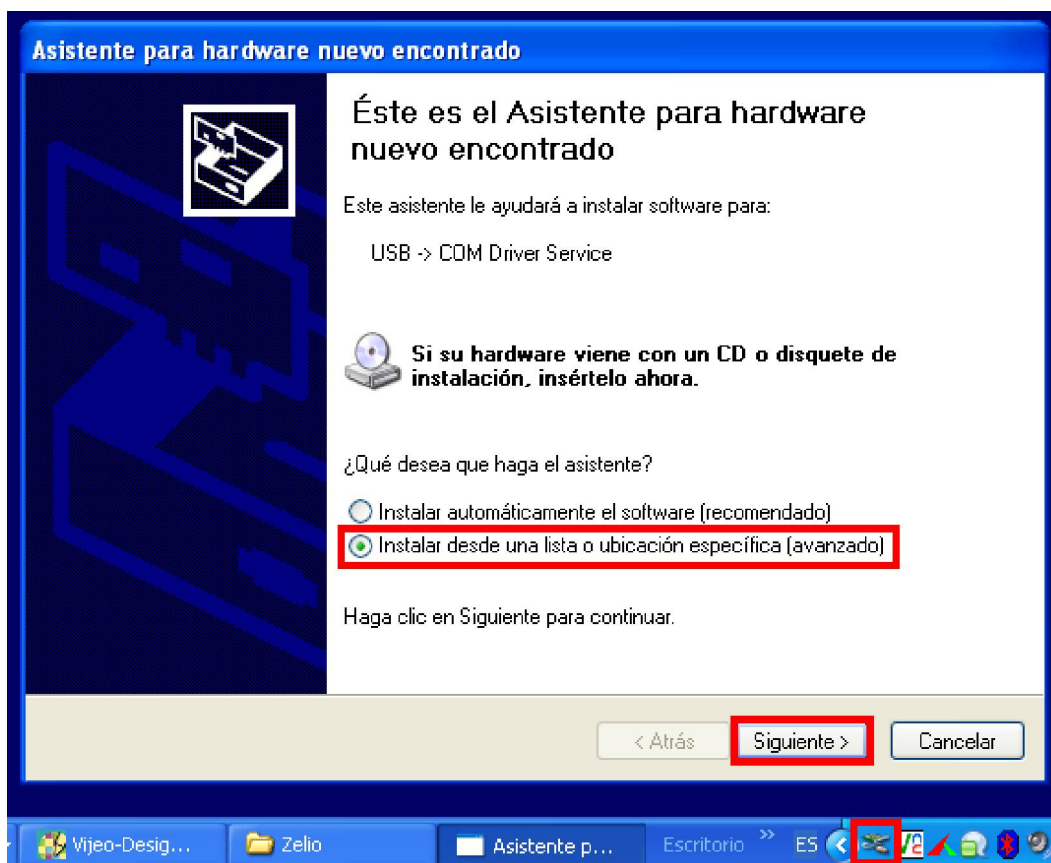 Asistente para hardware nuevo encontrado
Éste es el Asistente para hardware
nuevo encontrado
Este asistente le ayudará a instalar software para:
USB -> COM Driver Service
Si su hardware viene con un CD o disquete de
instalación, insértelo ahora.
¿Qué desea que haga el asistente?
Instalar automáticamente el software (recomendado)
Instalar desde una lista o ubicación específica (avanzado)
Haga clic en Siguiente para continuar.
< Atrás Siguiente > Cancelar
Vijeo-Desig... Zelio Asistente p... Escritorio » ES